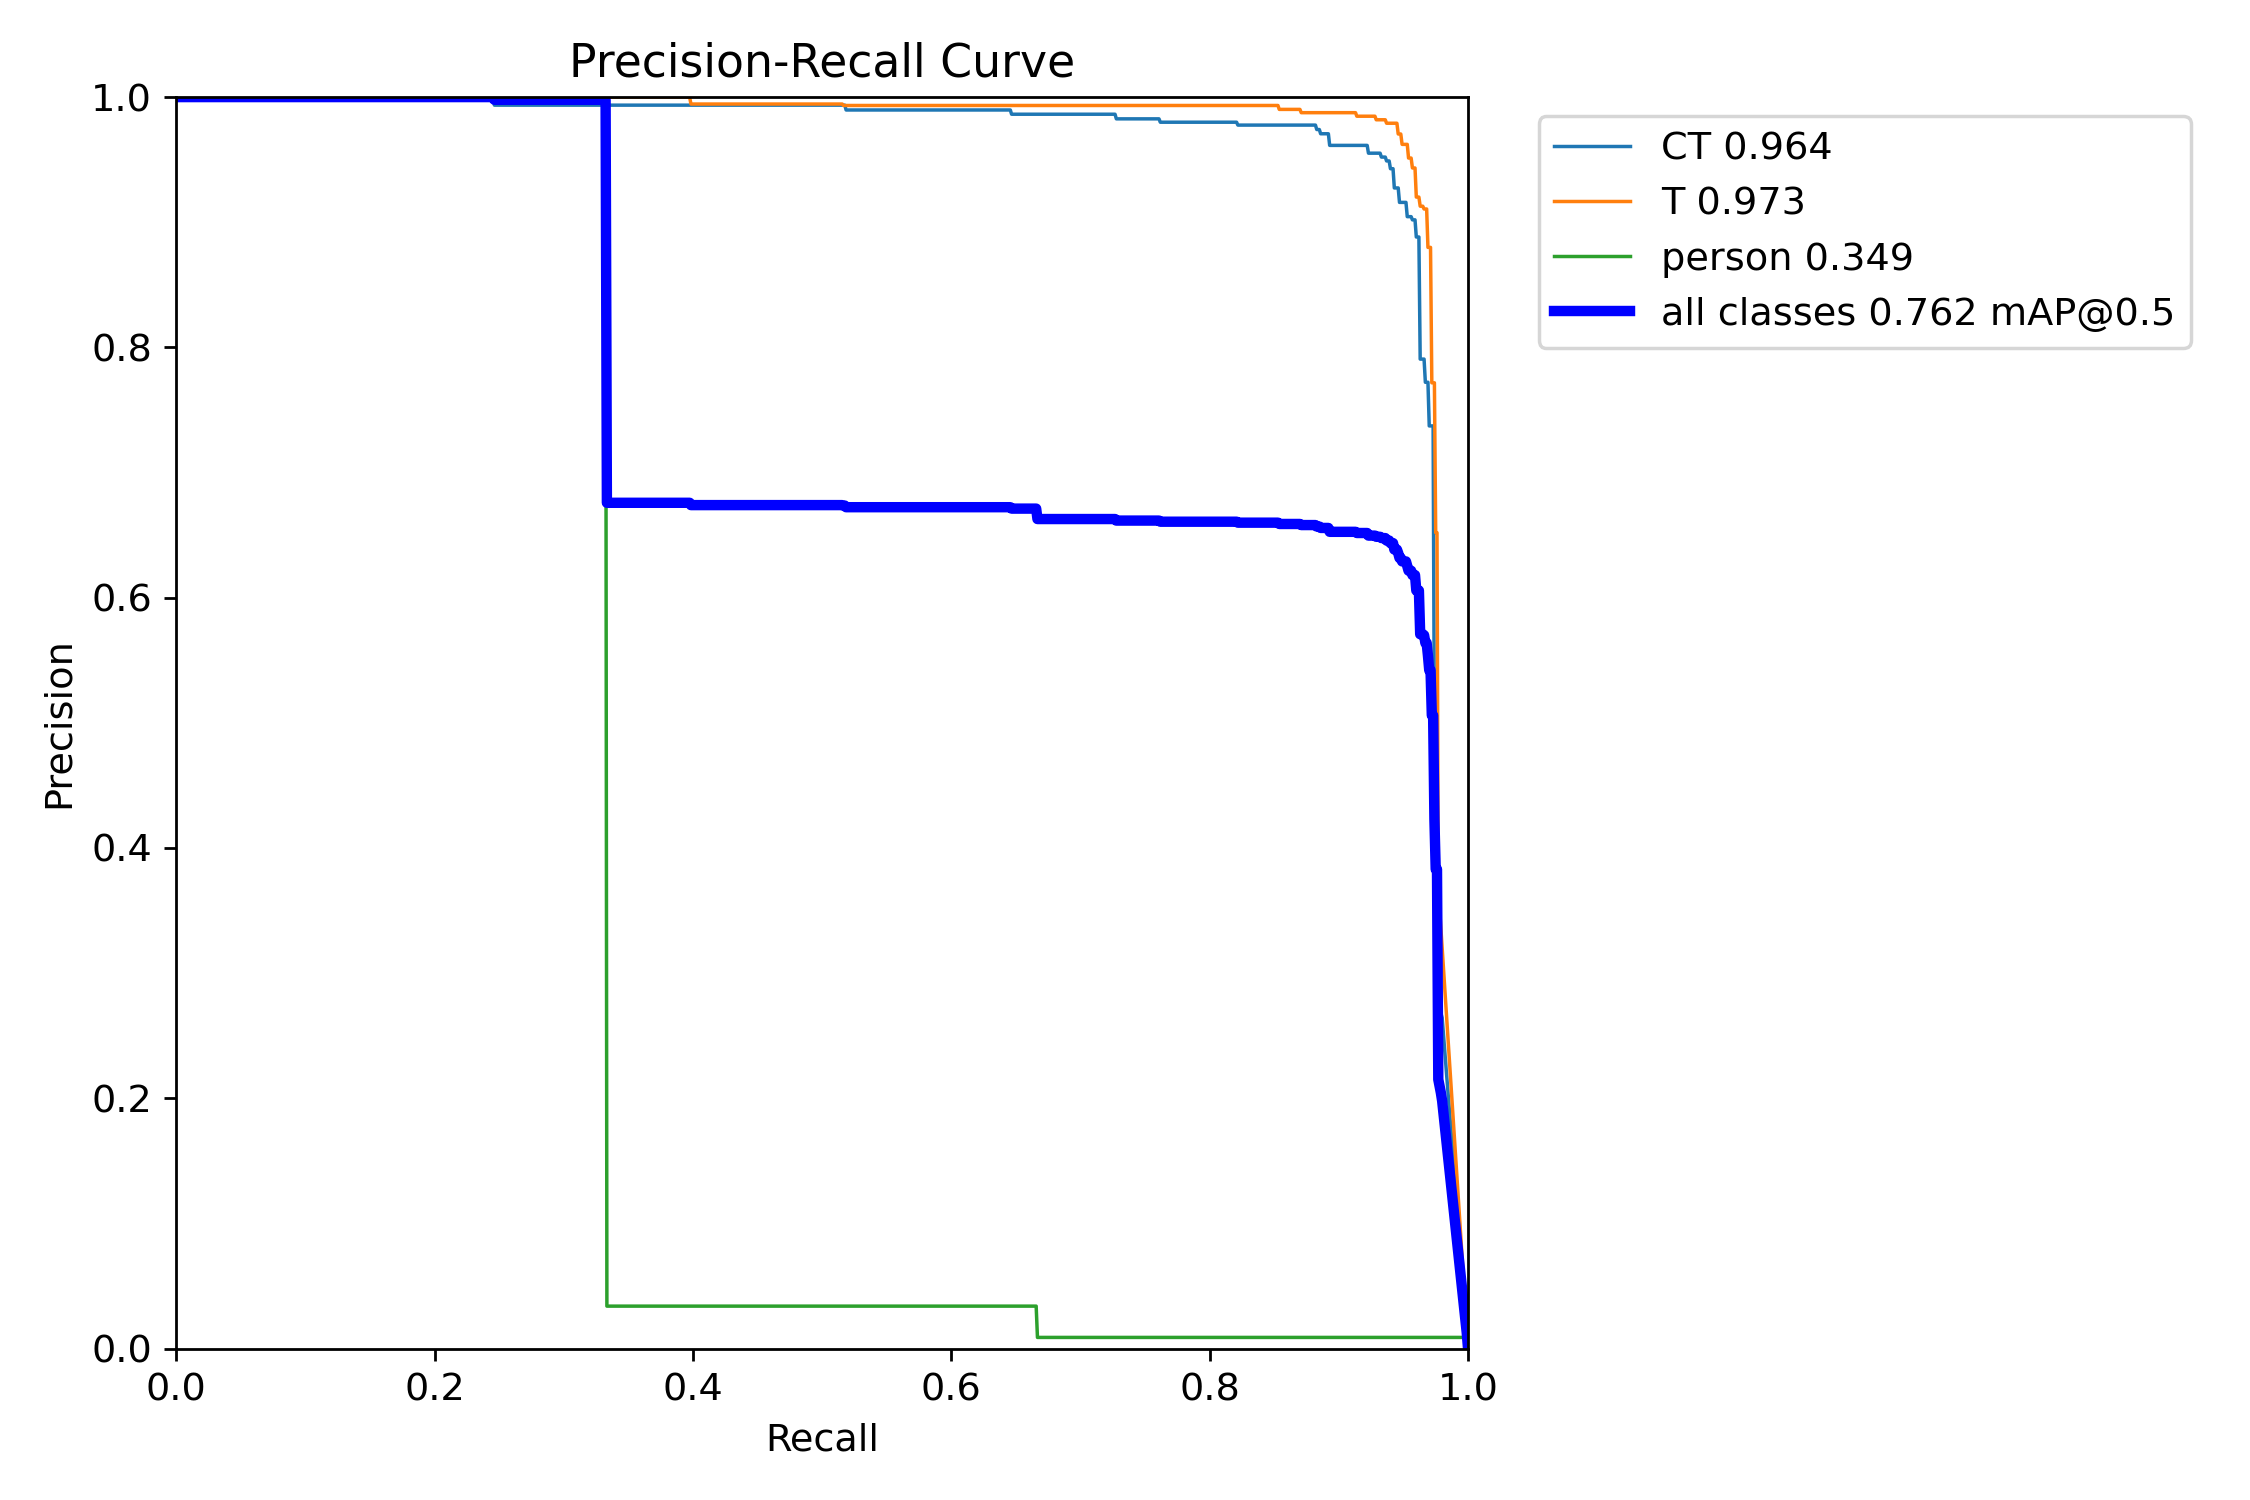 Precision-Recall Curve
1.0
0.8
0.6
0.4
0.2
0.0
Precision
0.0 0.2 0.4 0.6 0.8 1.0
Recall
CT 0.964
T 0.973
person 0.349
all classes 0.762 mAP@0.5